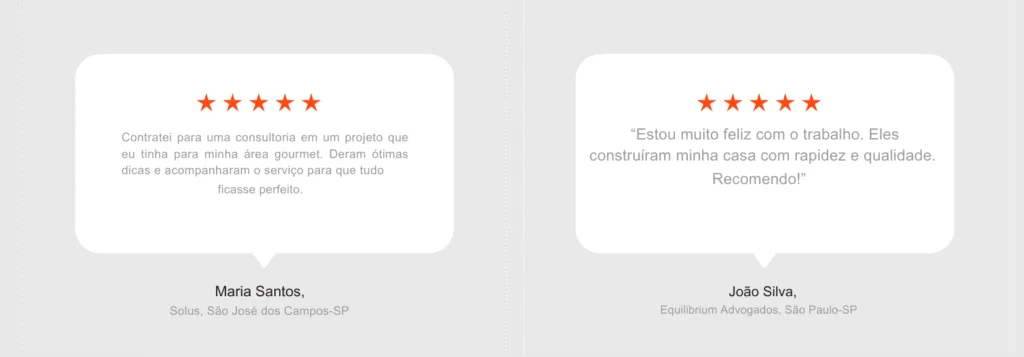 Contratei para uma consultoria em um projeto que
eu tinha para minha área gourmet. Deram ótimas
dicas e acompanharam o serviço para que tudo
ficasse perfeito.
Maria Santos,
Solus, São José dos Campos-SP
“Estou muito feliz com o trabalho. Eles
construíram minha casa com rapidez e qualidade.
Recomendo!”
João Silva,
Equilibrium Advogados, São Paulo-SP